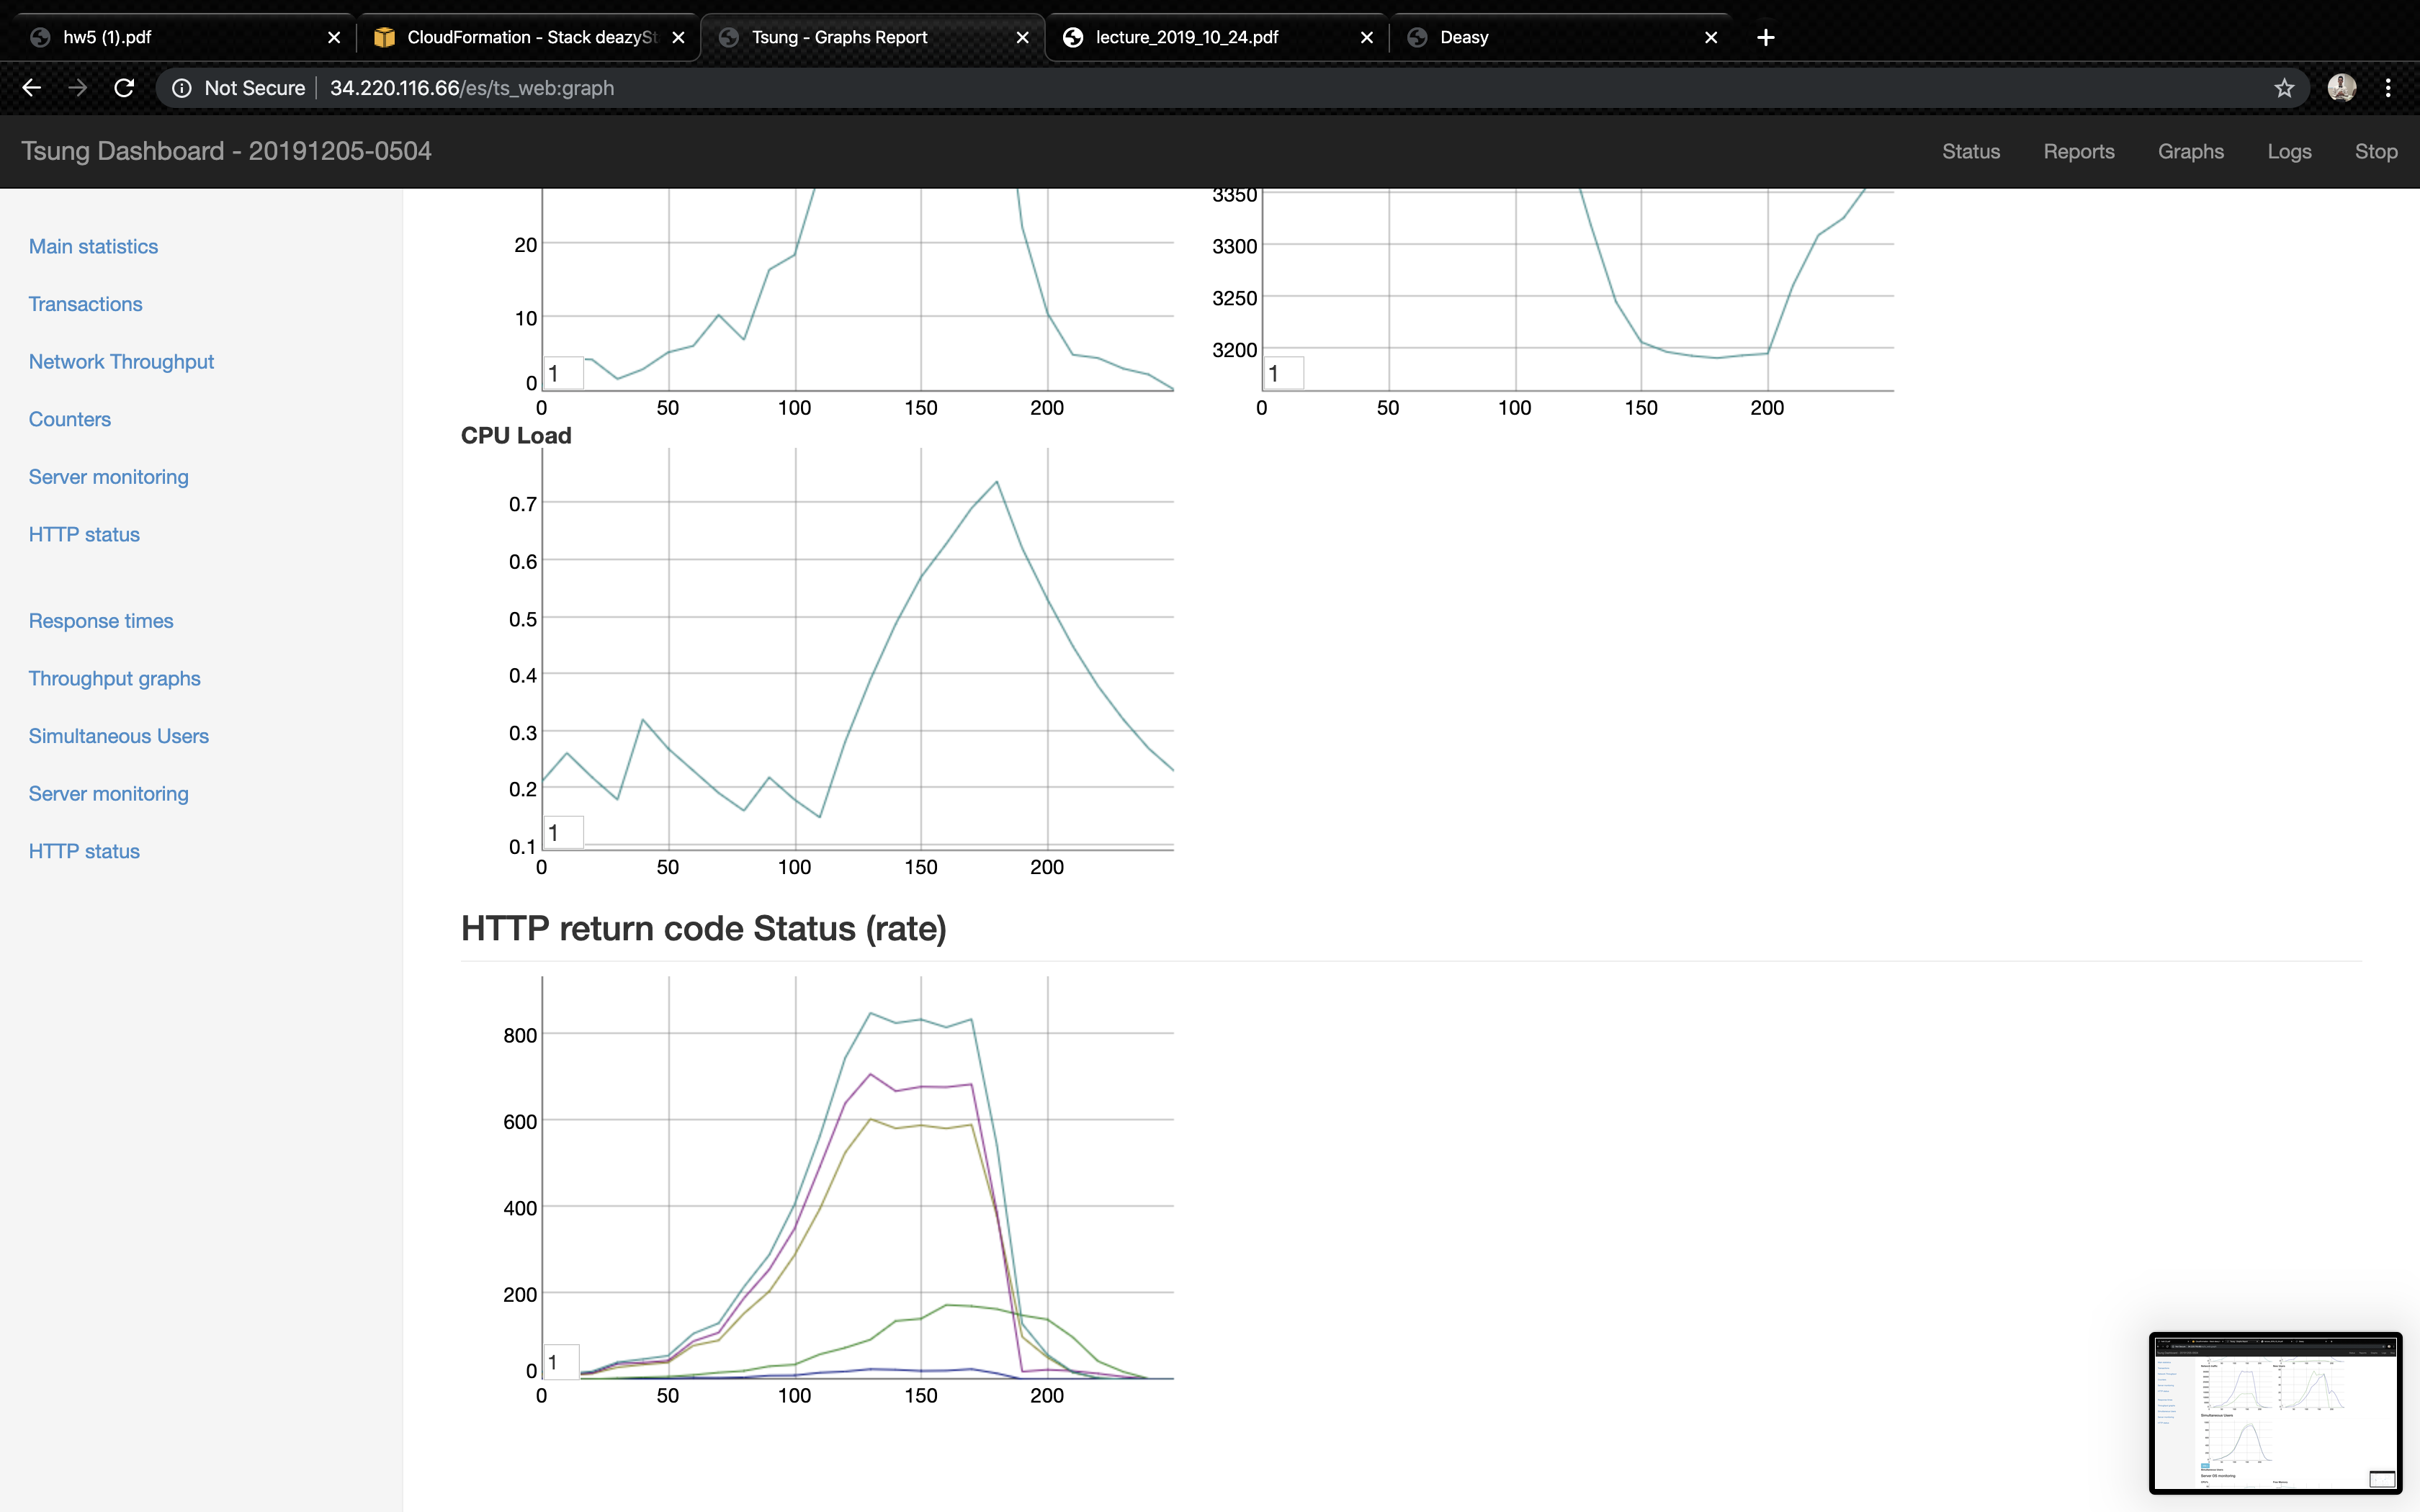 hw5 (1).pdf
CloudFormation - Stack deazySt
Tsung - Graphs Report
lecture_2019_10_24.pdf
Deasy
Not Secure
34.220.116.66/es/ts_web:graph
Tsung Dashboard - 20191205-0504
Status
Reports
Graphs
Logs
Stop
Main statistics
Transactions
Network Throughput
Counters
Server monitoring
HTTP status
Response times
Throughput graphs
Simultaneous Users
Server monitoring
HTTP status
20
10
0
1
0 50 100 150 200
3350
3300
3250
3200
1
0 50 100 150 200
CPU Load
0.7
0.6
0.5
0.4
0.3
0.2
0.1
1
0 50 100 150 200
HTTP return code Status (rate)
800
600
400
200
0
1
0 50 100 150 200